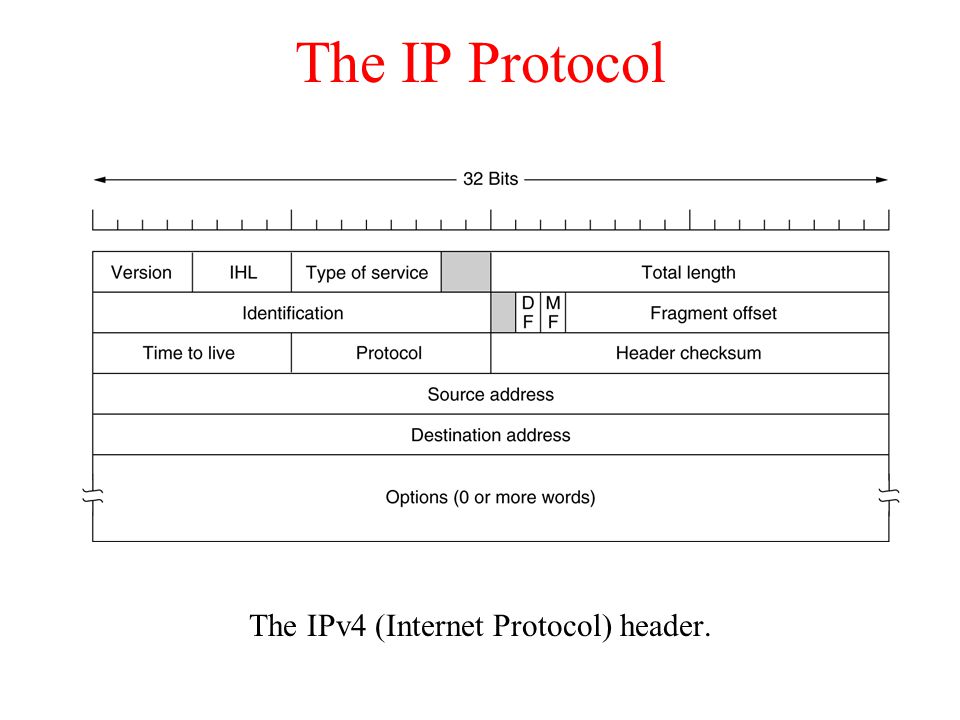 The IP Protocol
32 Bits
Version IHL Type of service Total length
Identification D F M F Fragment offset
Time to live Protocol Header checksum
Source address
Destination address
Options (0 or more words)
The IPv4 (Internet Protocol) header.